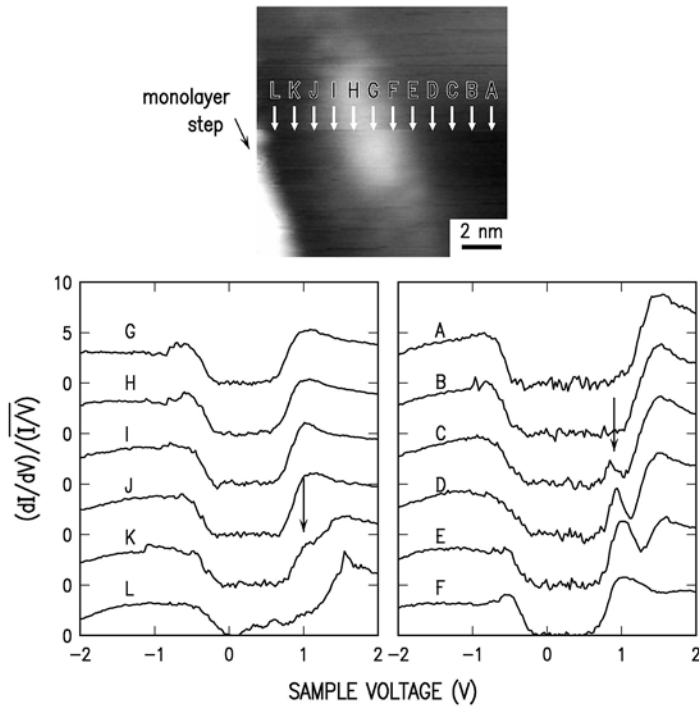 L K J I H G F E D C B A
monolayer
step
2 nm
10
5
0
0
0
0
0
0
G
H
I
J
K
L
A
B
C
D
E
F
(dI/dV)/(I/V)
−2 −1 0 1 2
−2 −1 0 1 2
SAMPLE VOLTAGE (V)